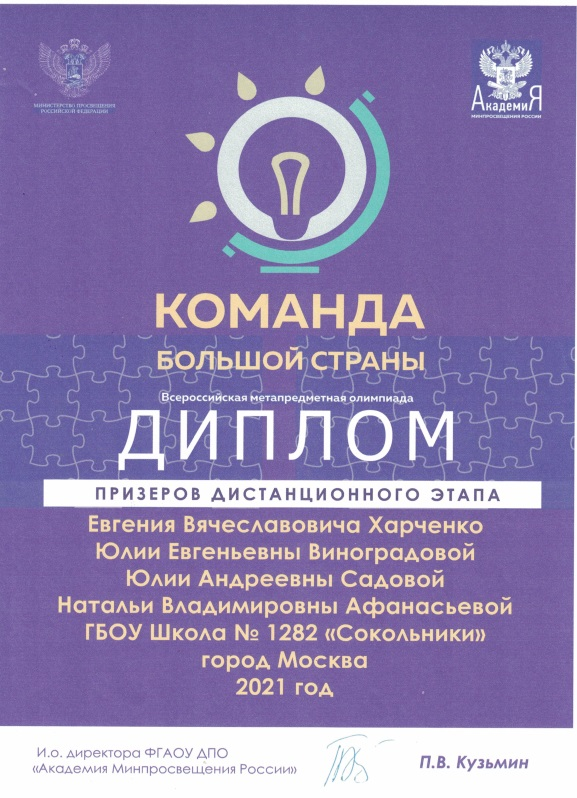 МИНИСТЕРСТВО ПРОСВЕЩЕНИЯ
РОССИЙСКОЙ ФЕДЕРАЦИИ
АкадемиЯ
МИНПРОСВЕЩЕНИЯ РОССИИ
КОМАНДА
БОЛЬШОЙ СТРАНЫ
Всероссийская метапредметная олимпиада
ДИПЛОМ
ПРИЗЕРОВ ДИСТАНЦИОННОГО ЭТАПА
Евгения Вячеславовича Харченко
Юлии Евгеньевны Виноградовой
Юлии Андреевны Садовой
Натальи Владимировны Афанасьевой
ГБОУ Школа № 1282 «Сокольники»
город Москва
2021 год
И.о. директора ФГАОУ ДПО
«Академия Минпросвещения России»
П.В. Кузьмин